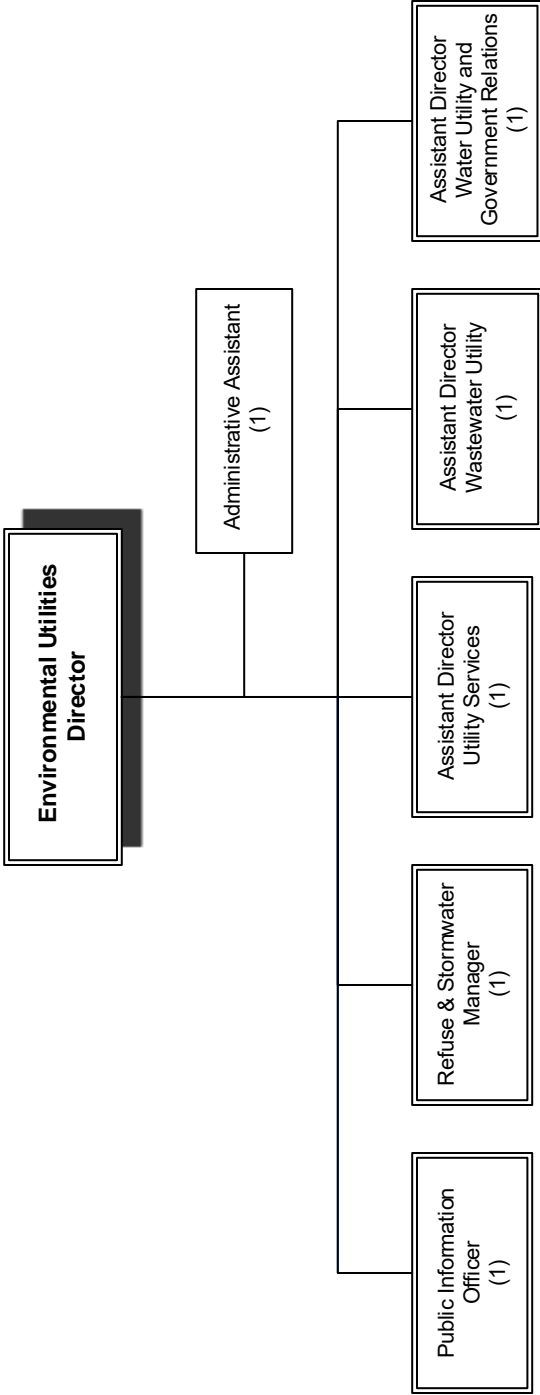 Environmental Utilities
Director
Administrative Assistant
(1)
Public Information
Officer
(1)
Refuse & Stormwater
Manager
(1)
Assistant Director
Utility Services
(1)
Assistant Director
Wastewater Utility
(1)
Assistant Director
Water Utility and
Government Relations
(1)